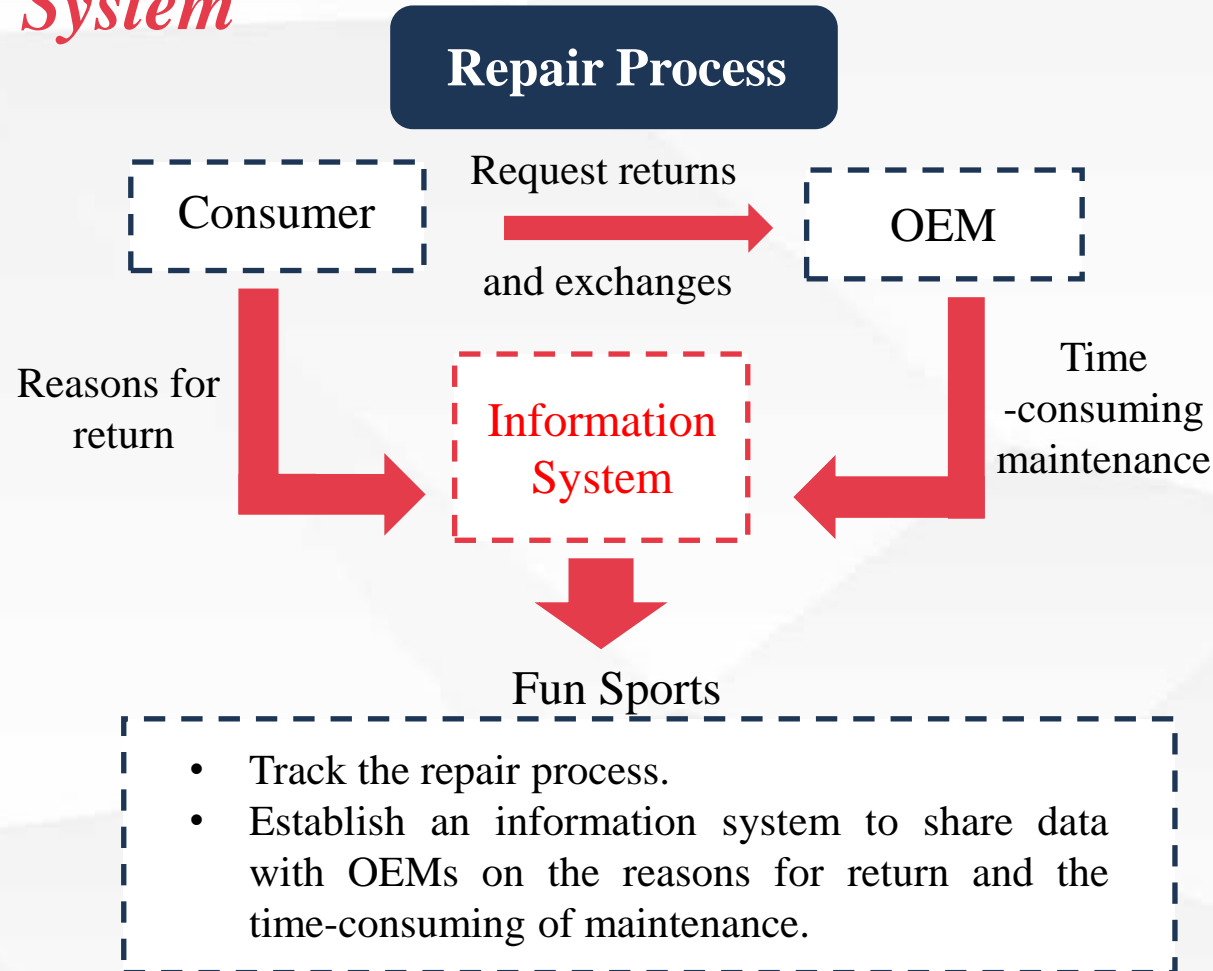 System
Repair Process
Consumer
Request returns
and exchanges
OEM
Reasons for
return
Information
System
Time
-consuming
maintenance
Fun Sports
• Track the repair process.
• Establish an information system to share data
with OEMs on the reasons for return and the
time-consuming of maintenance.